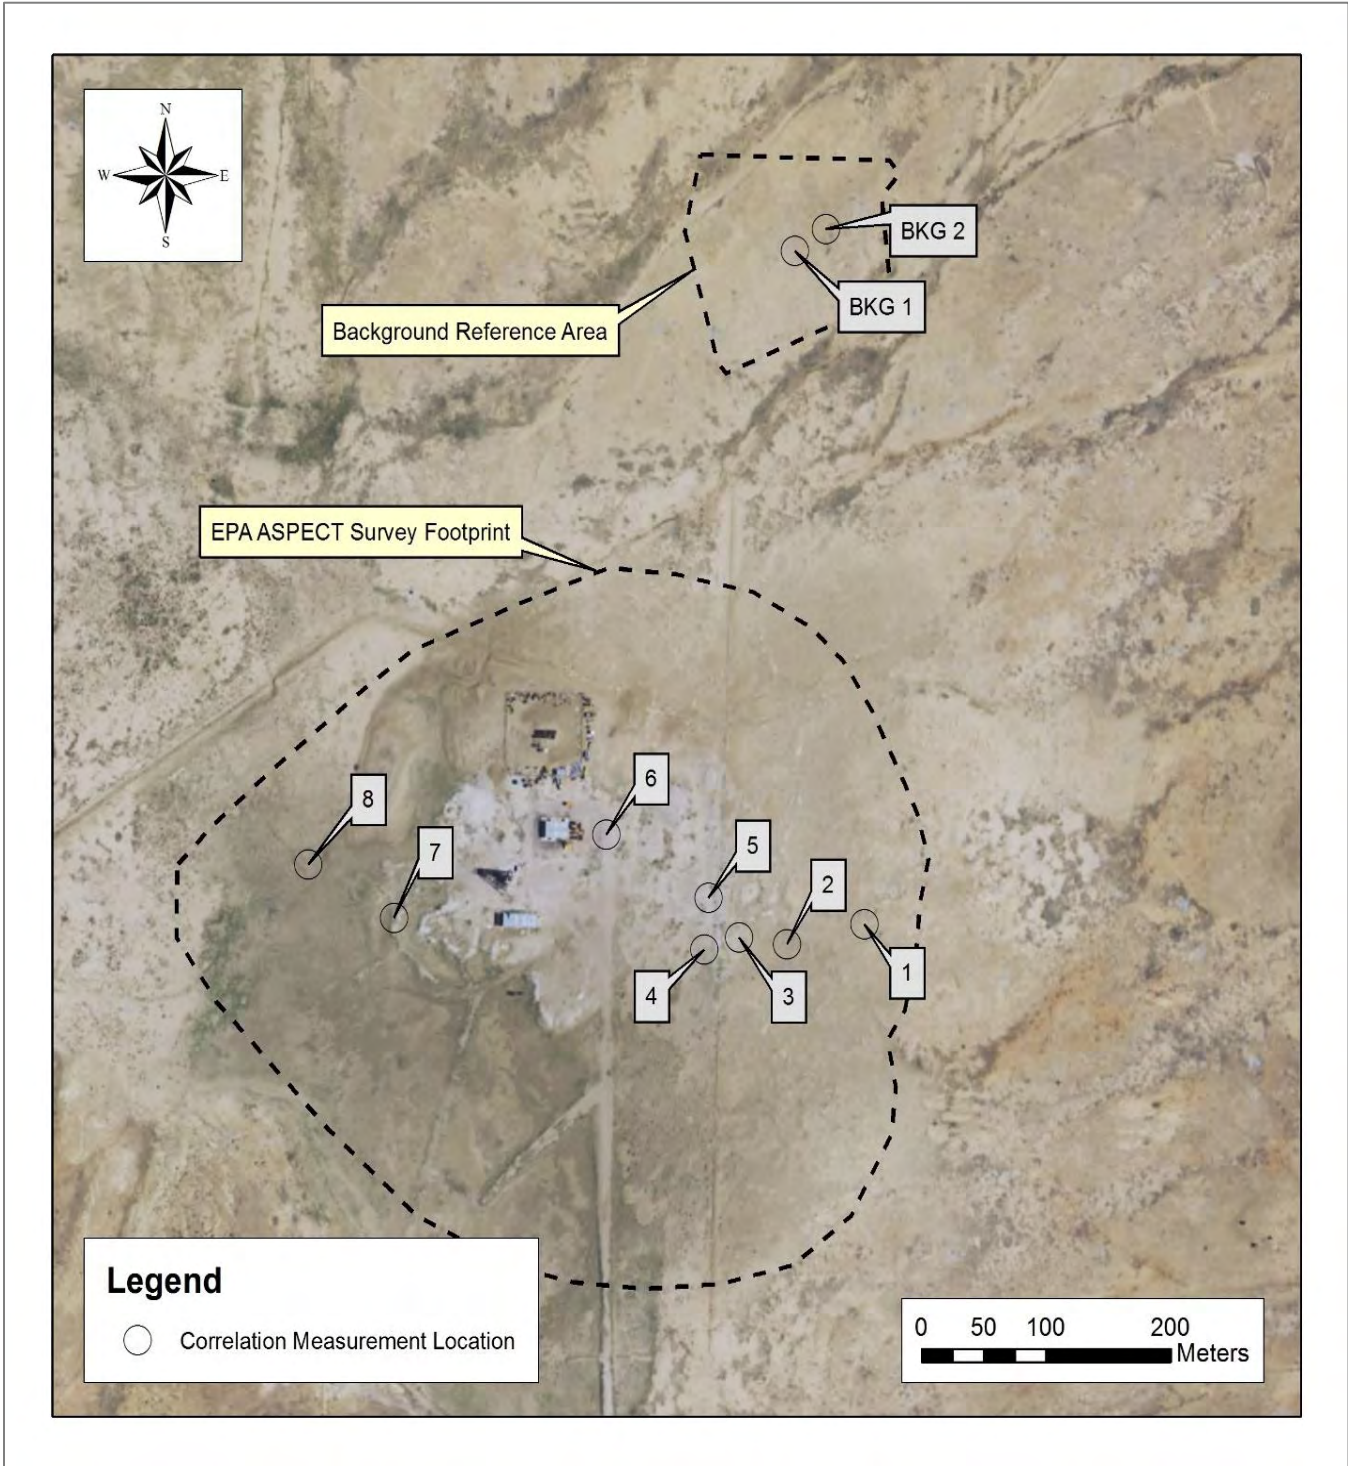 N
W E
S
BKG 2
BKG 1
Background Reference Area
EPA ASPECT Survey Footprint
6
8
5
7
2
1
4
3
Legend
Correlation Measurement Location
0 50 100 200
Meters